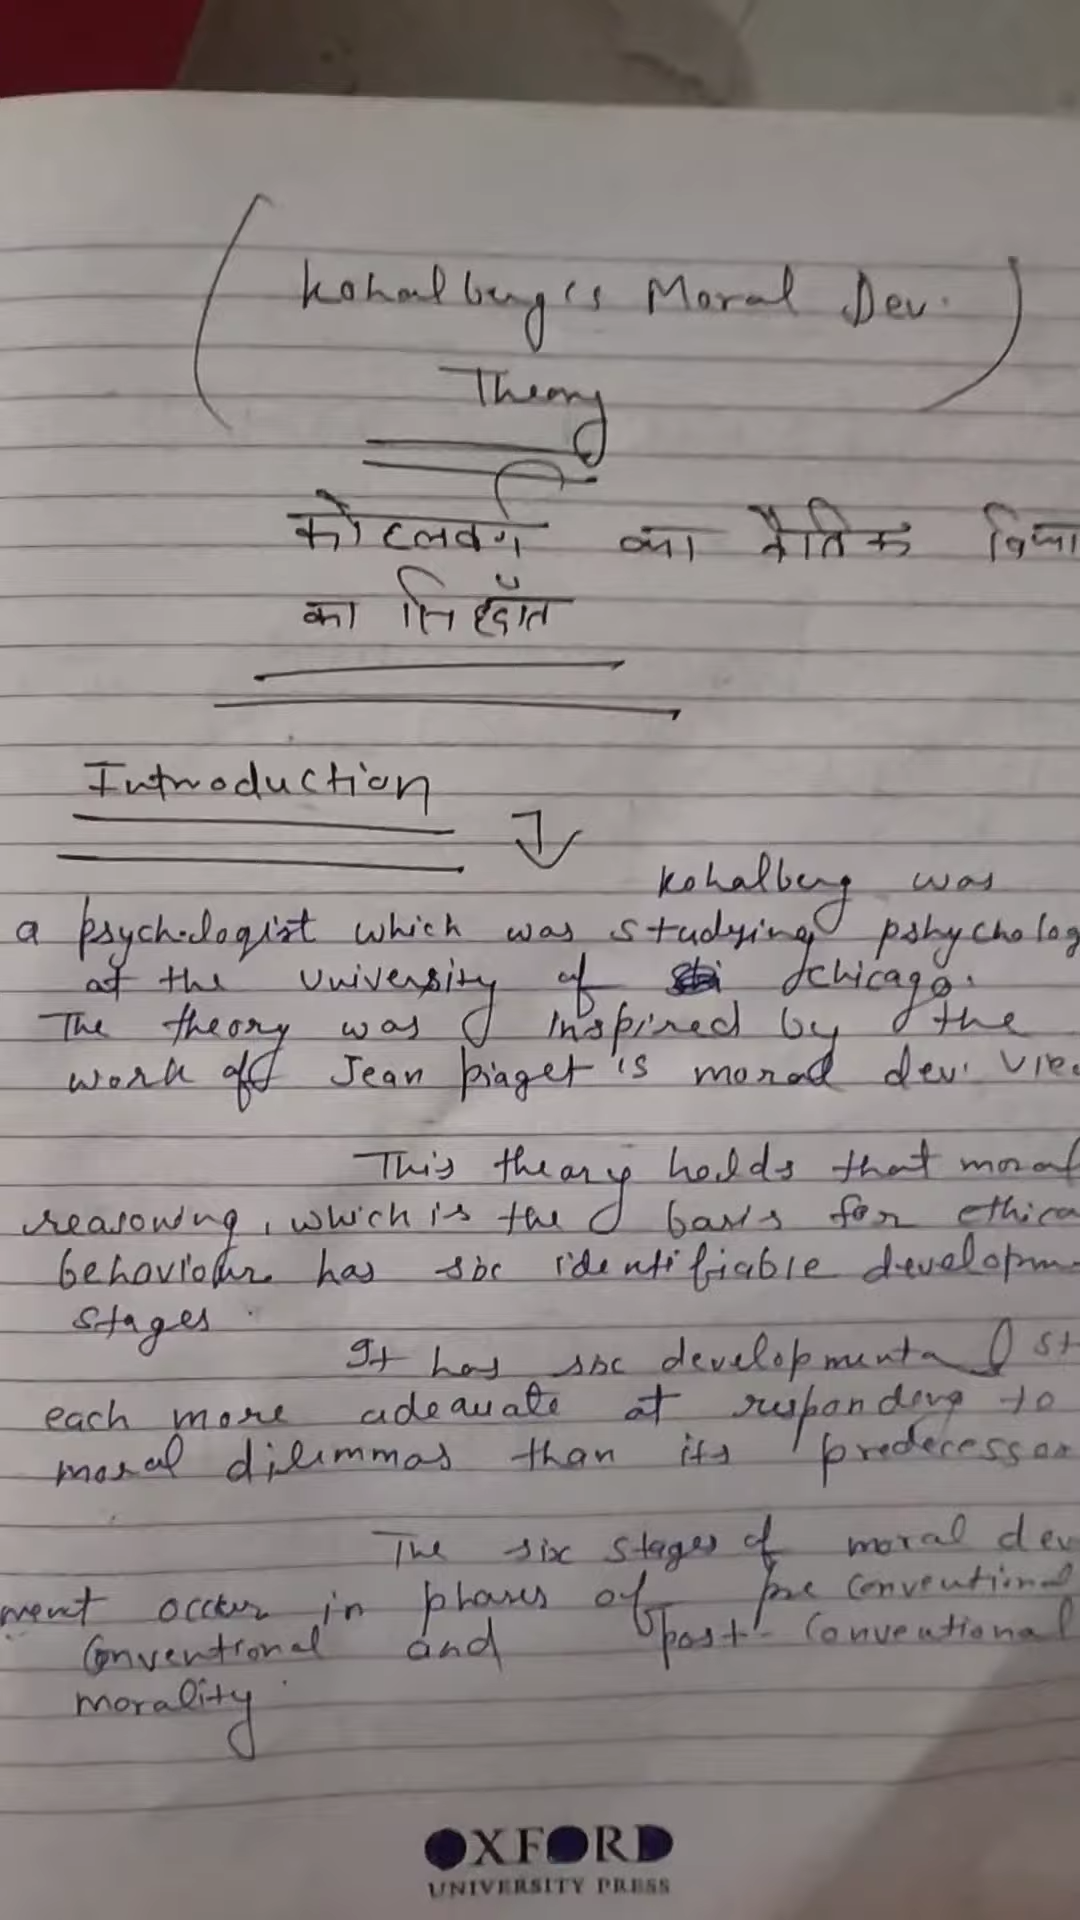 Kohalberg's Moral Dev.
Theory
कोहलबर्ग का नैतिक विका
का सिद्धाँत
Introduction
Kohalberg was
a psychologist which was studying pshycholog
at the University of Chicago.
The theory was inspired by the
work of Jean piaget's moral dev. vie
This theory holds that moral
reasoning, which is the basis for ethica
behaviour has six identifiable developm
stages.
It has six developmental st
each more adequate at responding to
moral dilemmas than its predecessor
The six stages of moral dev
ment occur in phases of pre conventional
Conventional and post-Conventional
morality.
OXFORD
UNIVERSITY PRESS